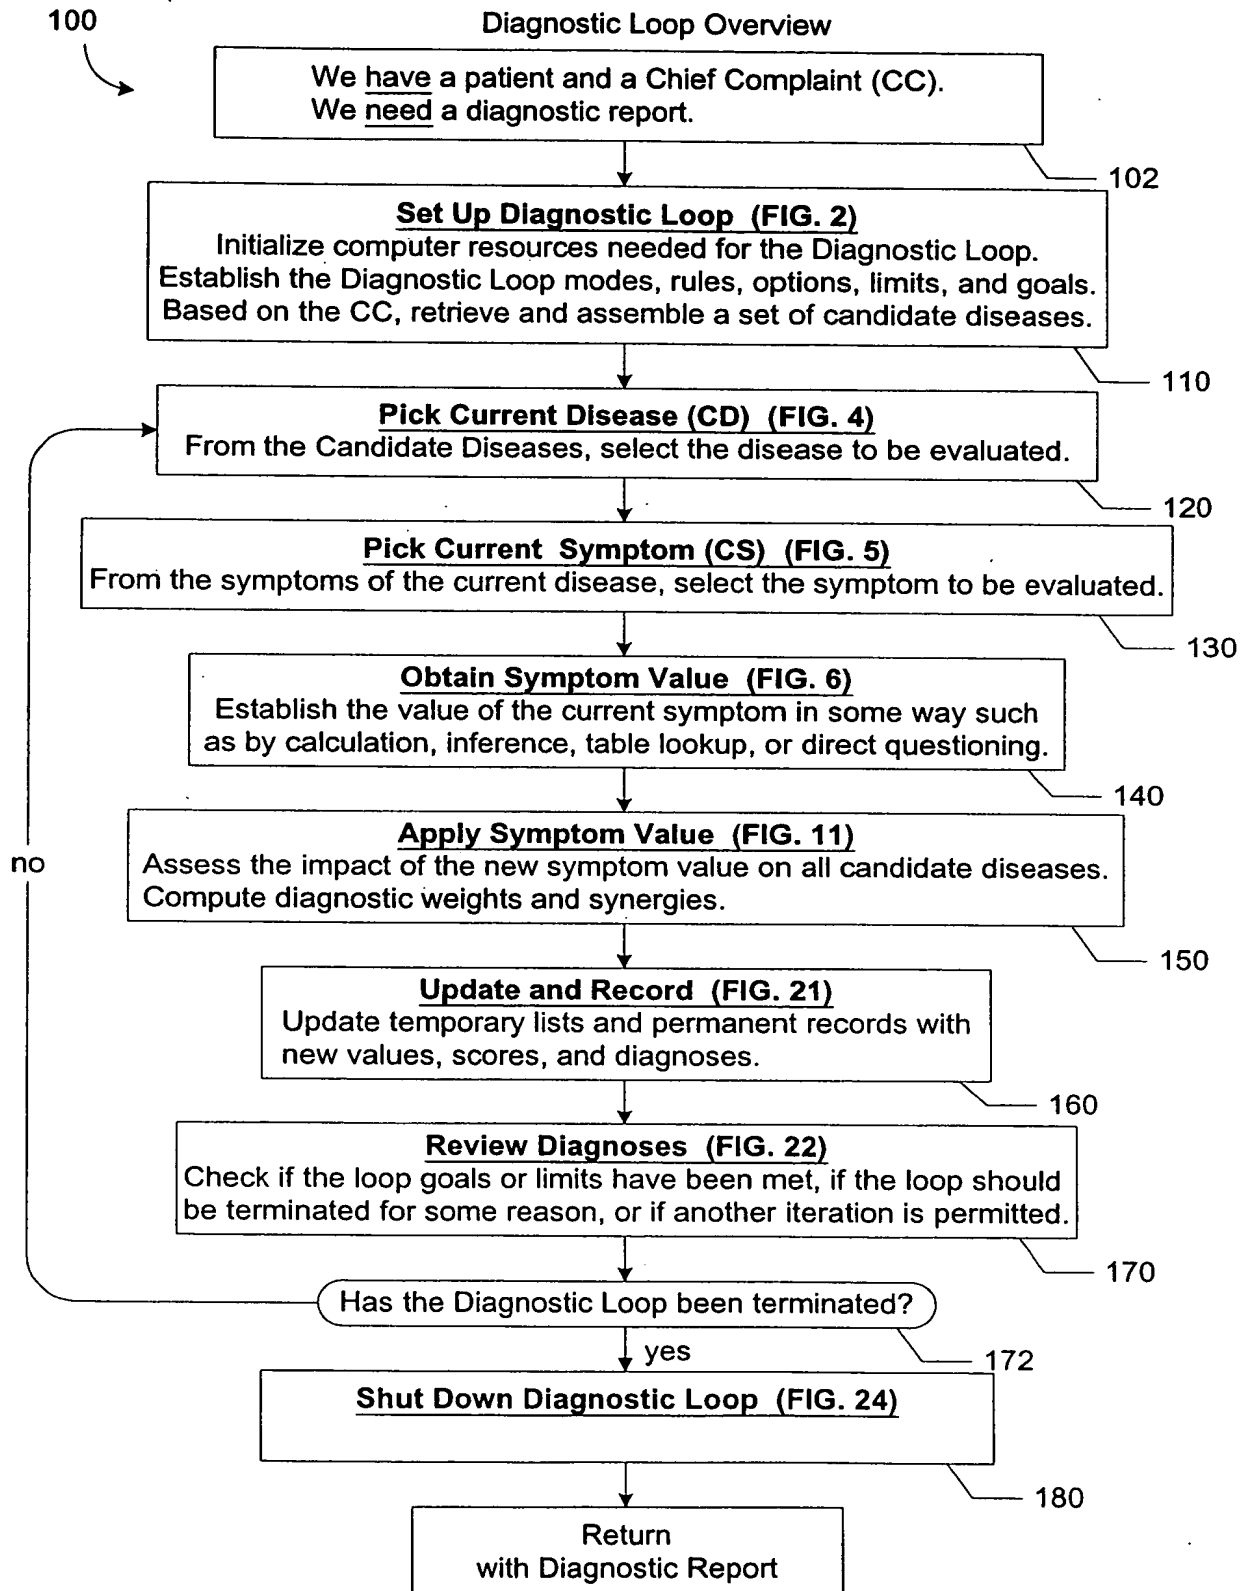 100
Diagnostic Loop Overview
We have a patient and a Chief Complaint (CC).
We need a diagnostic report.
102
Set Up Diagnostic Loop (FIG. 2)
Initialize computer resources needed for the Diagnostic Loop.
Establish the Diagnostic Loop modes, rules, options, limits, and goals.
Based on the CC, retrieve and assemble a set of candidate diseases.
110
Pick Current Disease (CD) (FIG. 4)
From the Candidate Diseases, select the disease to be evaluated.
120
Pick Current Symptom (CS) (FIG. 5)
From the symptoms of the current disease, select the symptom to be evaluated.
130
Obtain Symptom Value (FIG. 6)
Establish the value of the current symptom in some way such
as by calculation, inference, table lookup, or direct questioning.
140
Apply Symptom Value (FIG. 11)
Assess the impact of the new symptom value on all candidate diseases.
Compute diagnostic weights and synergies.
150
no
Update and Record (FIG. 21)
Update temporary lists and permanent records with
new values, scores, and diagnoses.
160
Review Diagnoses (FIG. 22)
Check if the loop goals or limits have been met, if the loop should
be terminated for some reason, or if another iteration is permitted.
170
Has the Diagnostic Loop been terminated?
172
yes
Shut Down Diagnostic Loop (FIG. 24)
180
Return
with Diagnostic Report